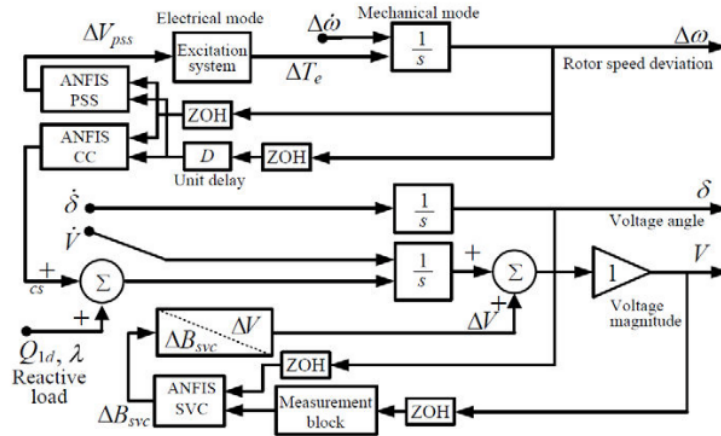 Electrical mode
Mechanical mode
ΔV_pss
Δω̇
Δω
Excitation
system
1/s
ΔT_e
Rotor speed deviation
ANFIS
PSS
ZOH
ANFIS
CC
D
ZOH
Unit delay
δ̇
1/s
δ
Voltage angle
V̇
V
1/s
+
Σ
+
1
cs
+
Σ
+
Voltage
magnitude
ΔV
ΔB_svc
ΔV
Q_1d, λ
Reactive
load
ZOH
ANFIS
SVC
ΔB_svc
Measurement
block
ZOH